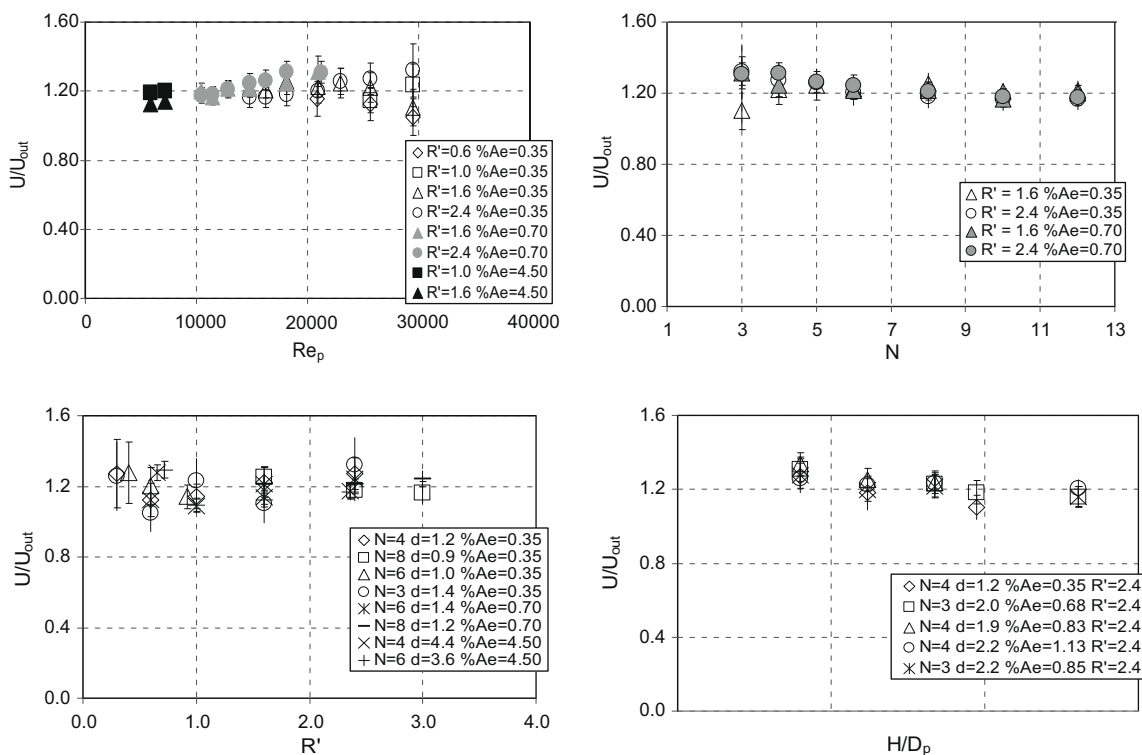 1.60
1.20
0.80
0.40
0.00
U/Uout
0
10000
20000
30000
40000
Rep
R'=0.6 %Ae=0.35
R'=1.0 %Ae=0.35
R'=1.6 %Ae=0.35
R'=2.4 %Ae=0.35
R'=1.6 %Ae=0.70
R'=2.4 %Ae=0.70
R'=1.0 %Ae=4.50
R'=1.6 %Ae=4.50
1.60
1.20
0.80
0.40
0.00
U/Uout
1
3
5
7
9
11
13
N
R' = 1.6 %Ae=0.35
R' = 2.4 %Ae=0.35
R' = 1.6 %Ae=0.70
R' = 2.4 %Ae=0.70
1.6
1.2
0.8
0.4
0.0
U/Uout
0.0
1.0
2.0
3.0
4.0
R'
N=4 d=1.2 %Ae=0.35
N=8 d=0.9 %Ae=0.35
N=6 d=1.0 %Ae=0.35
N=3 d=1.4 %Ae=0.35
N=6 d=1.4 %Ae=0.70
N=8 d=1.2 %Ae=0.70
N=4 d=4.4 %Ae=4.50
N=6 d=3.6 %Ae=4.50
1.6
1.2
0.8
0.4
0.0
U/Uout
H/Dp
N=4 d=1.2 %Ae=0.35 R'=2.4
N=3 d=2.0 %Ae=0.68 R'=2.4
N=4 d=1.9 %Ae=0.83 R'=2.4
N=4 d=2.2 %Ae=1.13 R'=2.4
N=3 d=2.2 %Ae=0.85 R'=2.4